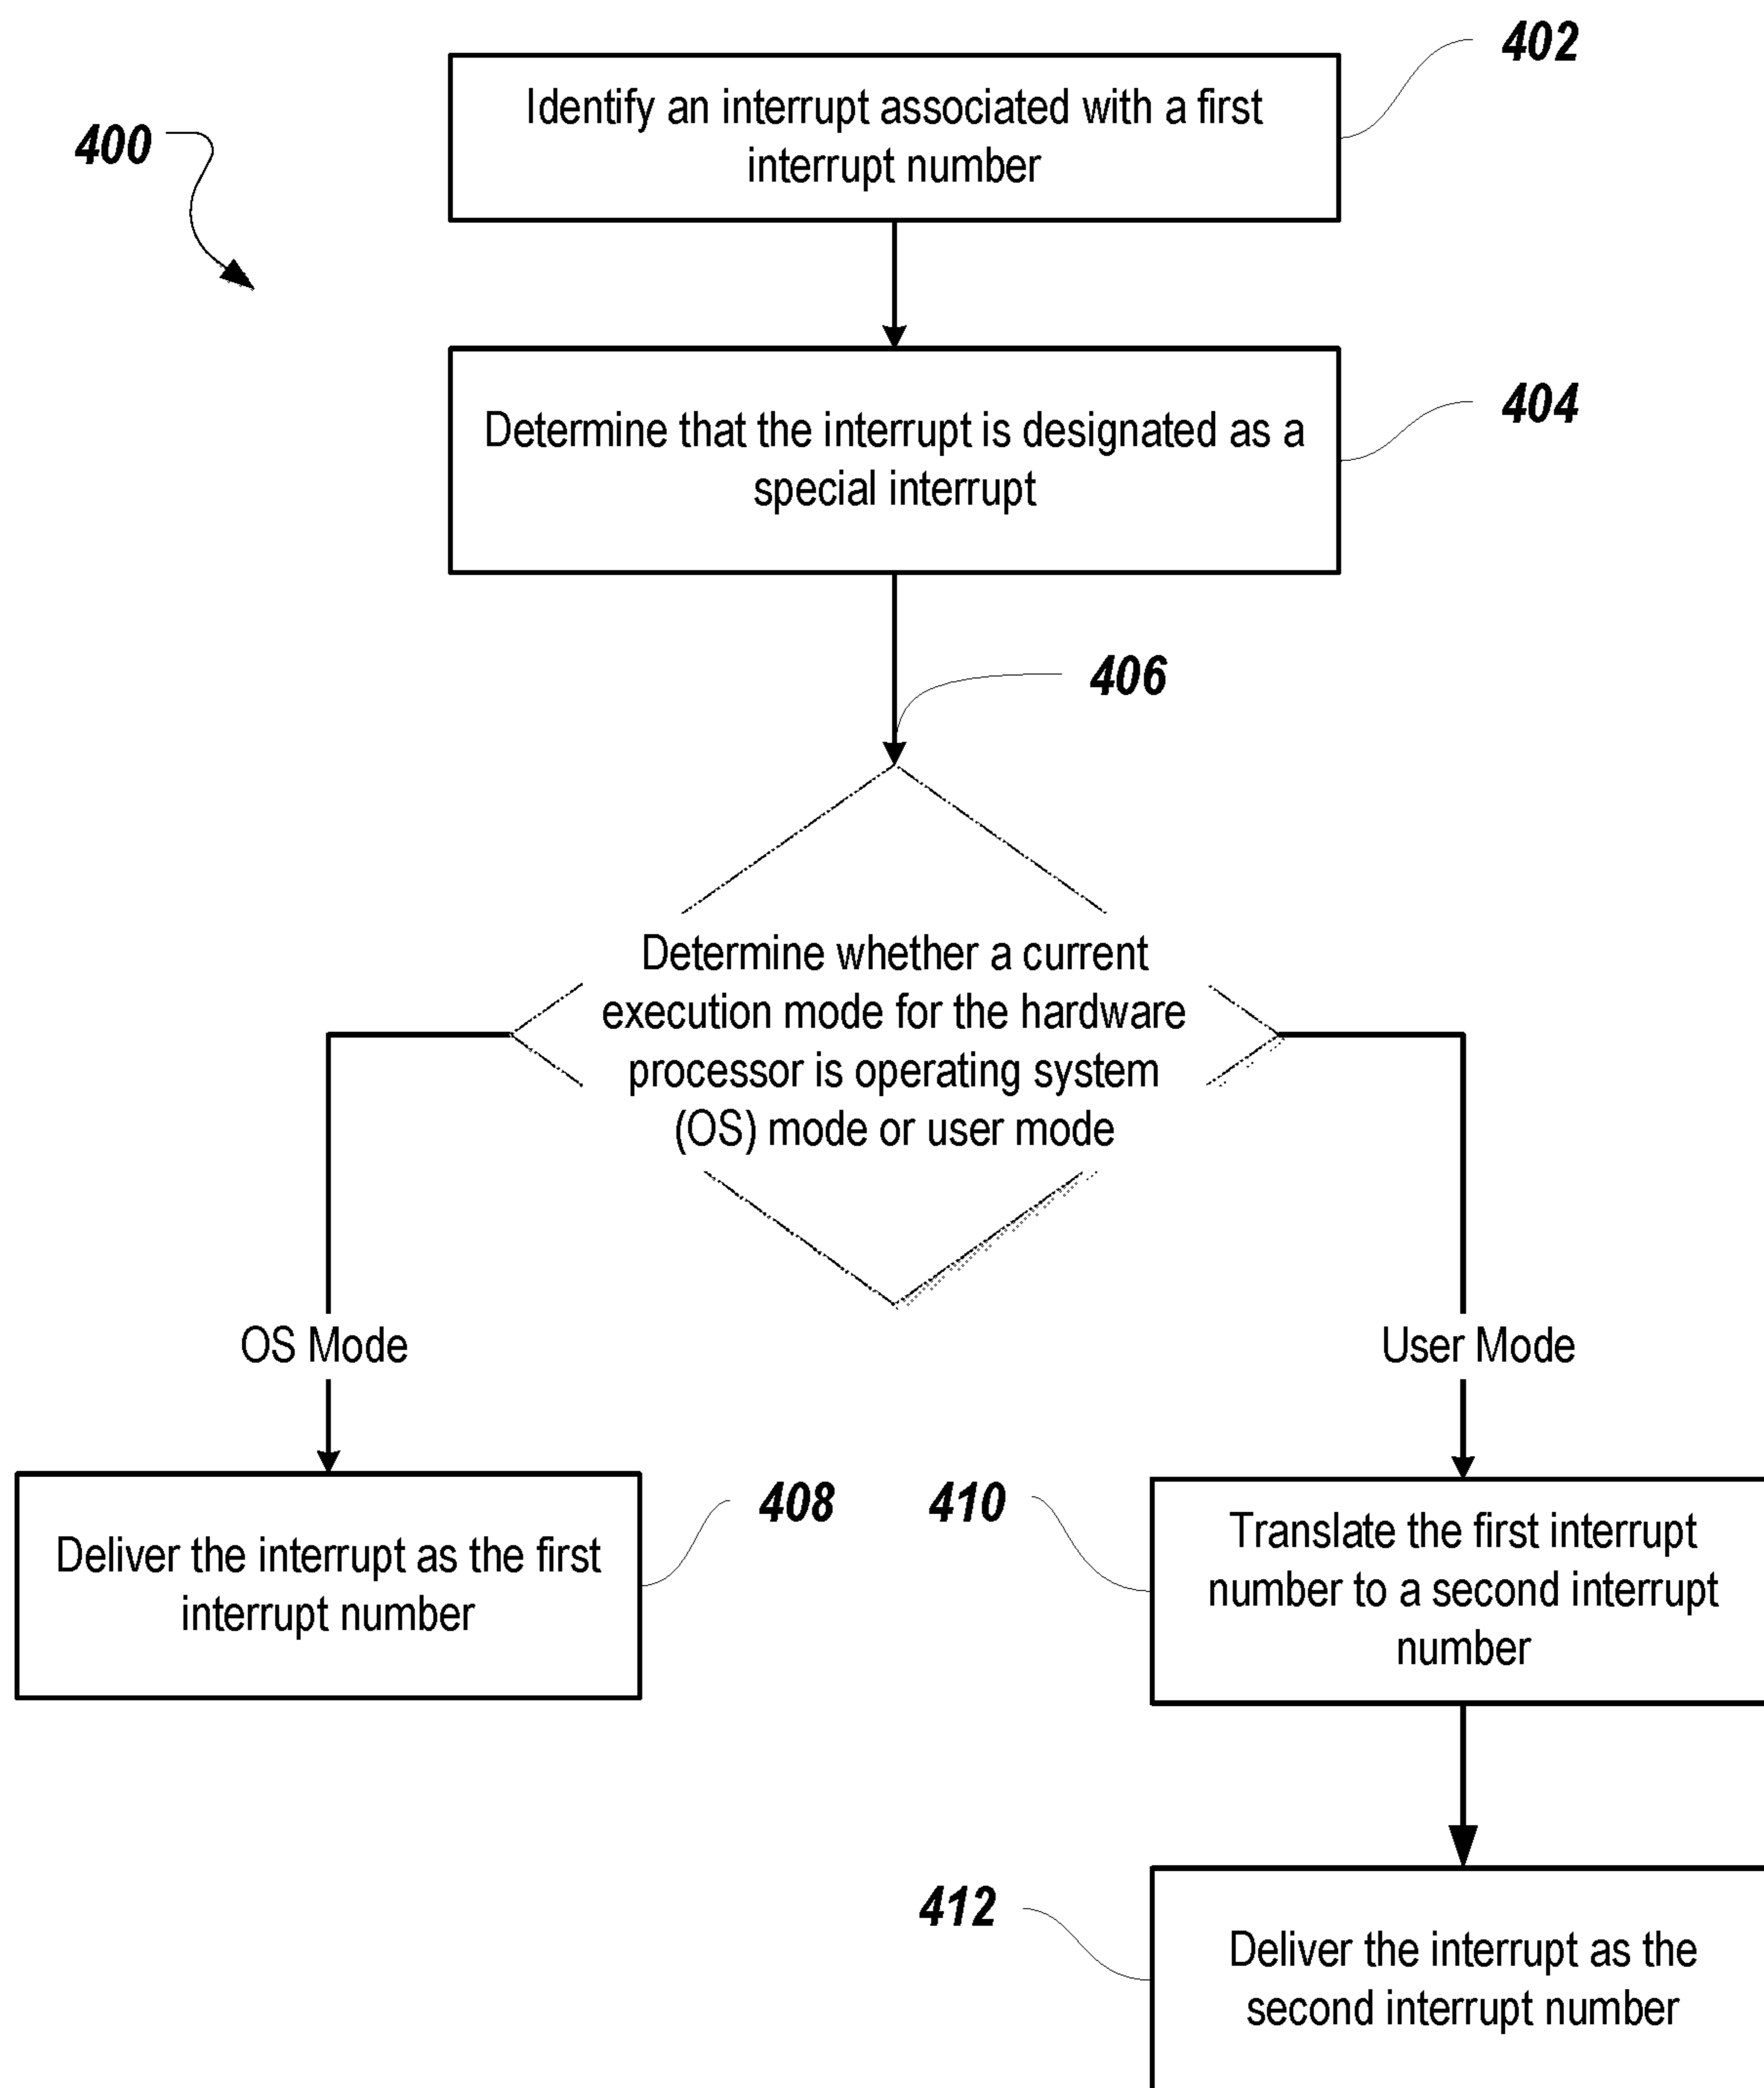 402
Identify an interrupt associated with a first
interrupt number
400
404
Determine that the interrupt is designated as a
special interrupt
406
Determine whether a current
execution mode for the hardware
processor is operating system
(OS) mode or user mode
OS Mode
User Mode
408
Deliver the interrupt as the first
interrupt number
410
Translate the first interrupt
number to a second interrupt
number
412
Deliver the interrupt as the
second interrupt number